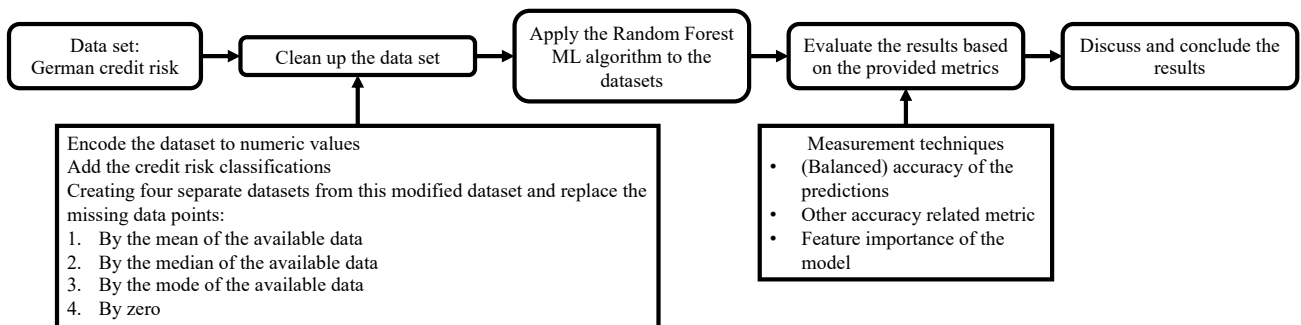 Data set:
German credit risk
Clean up the data set
Apply the Random Forest
ML algorithm to the
datasets
Evaluate the results based
on the provided metrics
Discuss and conclude the
results
Encode the dataset to numeric values
Add the credit risk classifications
Creating four separate datasets from this modified dataset and replace the
missing data points:
1. By the mean of the available data
2. By the median of the available data
3. By the mode of the available data
4. By zero
Measurement techniques
• (Balanced) accuracy of the
predictions
• Other accuracy related metric
• Feature importance of the
model